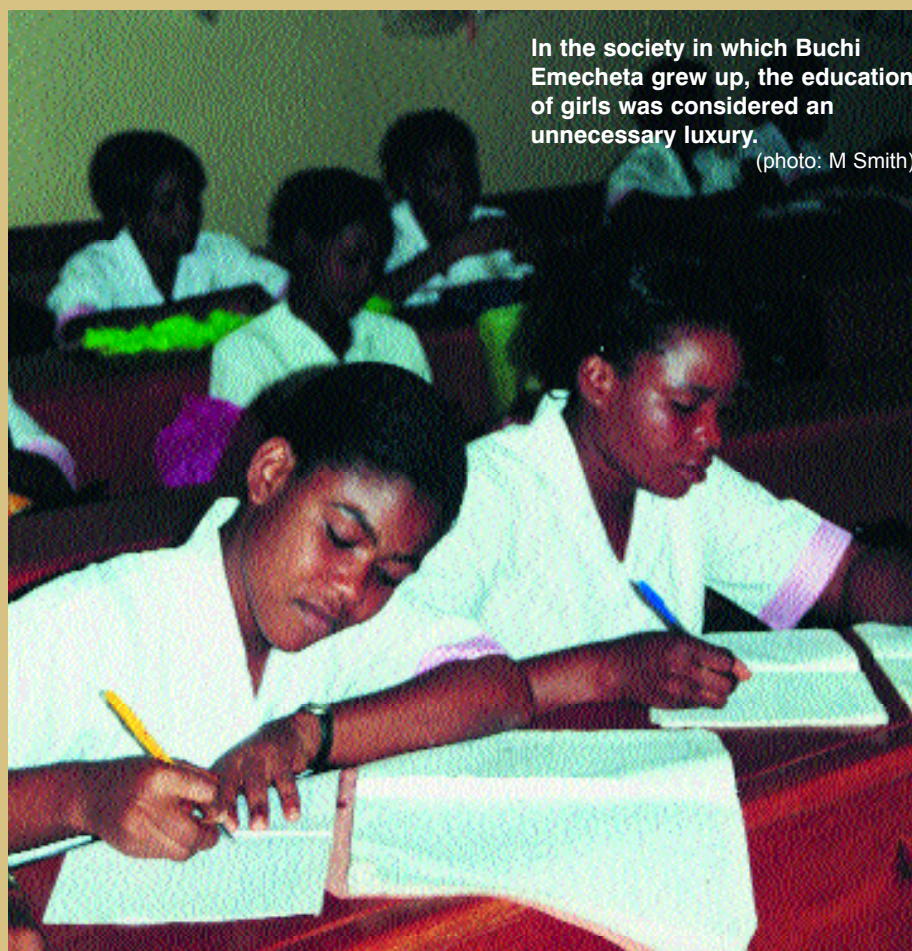 In the society in which Buchi
Emecheta grew up, the education
of girls was considered an
unnecessary luxury.
(photo: M Smith)